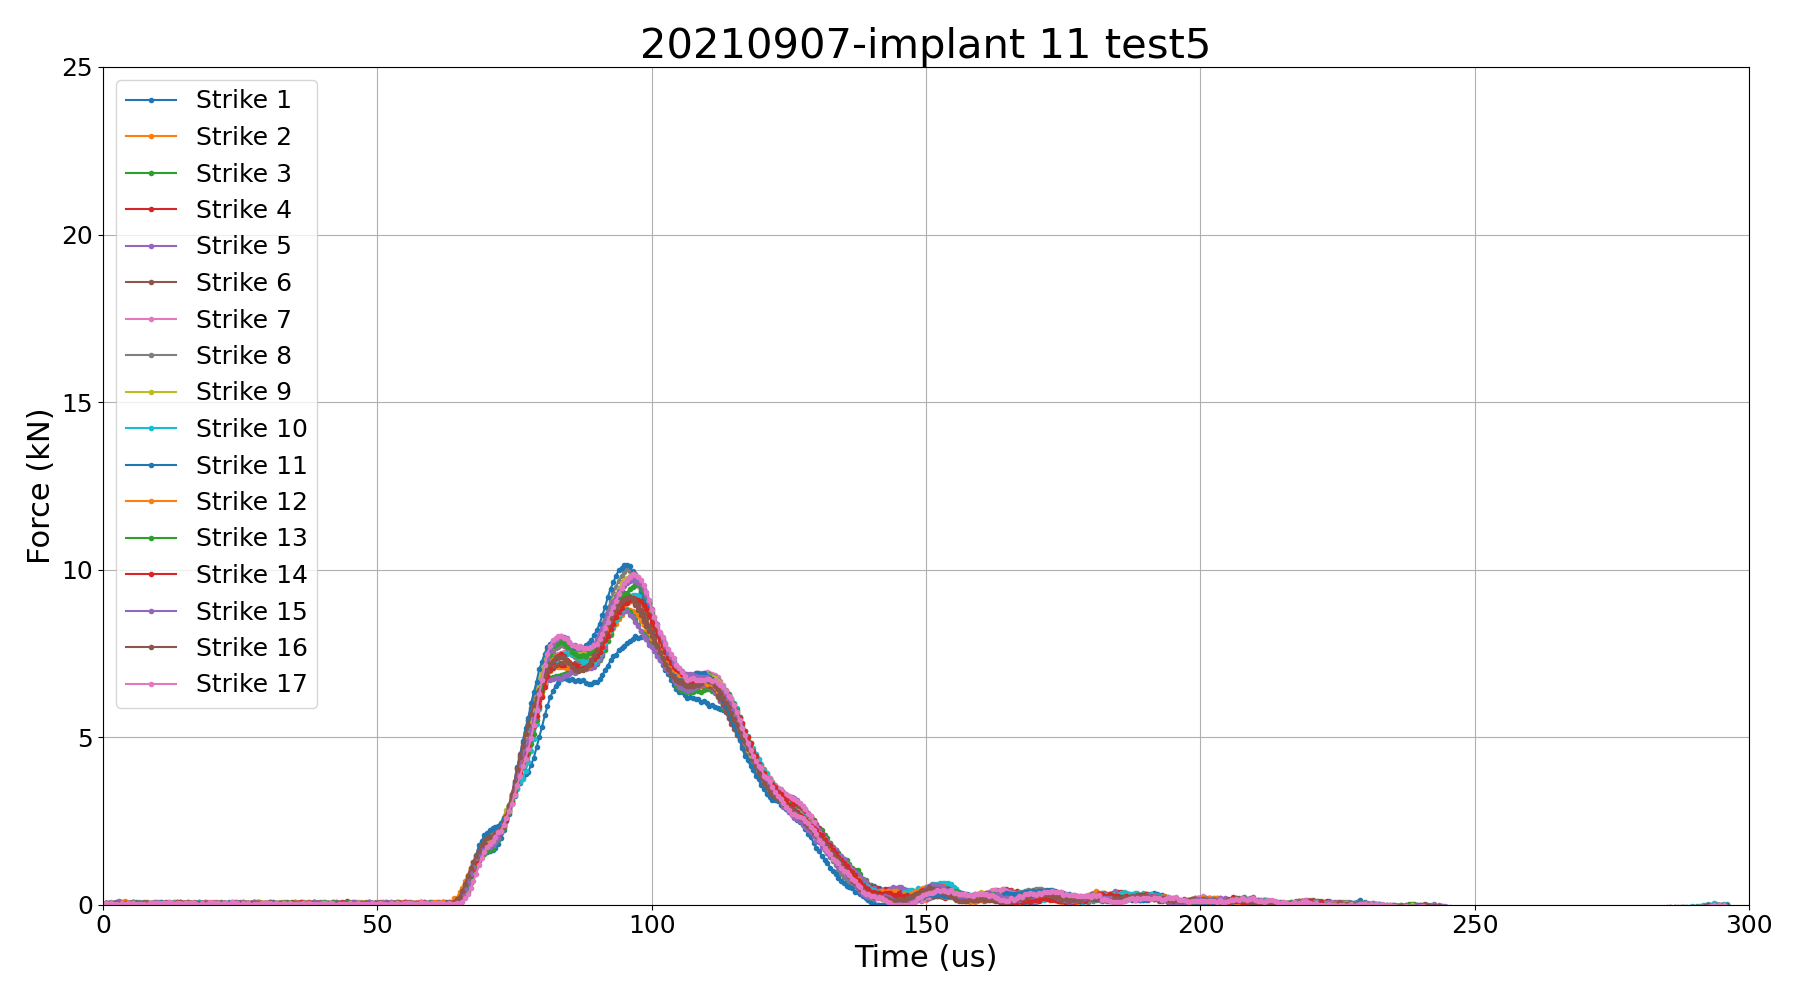 20210907-implant 11 test5
25
20
15
10
5
0
Force (kN)
Strike 1
Strike 2
Strike 3
Strike 4
Strike 5
Strike 6
Strike 7
Strike 8
Strike 9
Strike 10
Strike 11
Strike 12
Strike 13
Strike 14
Strike 15
Strike 16
Strike 17
0 50 100 150 200 250 300
Time (us)